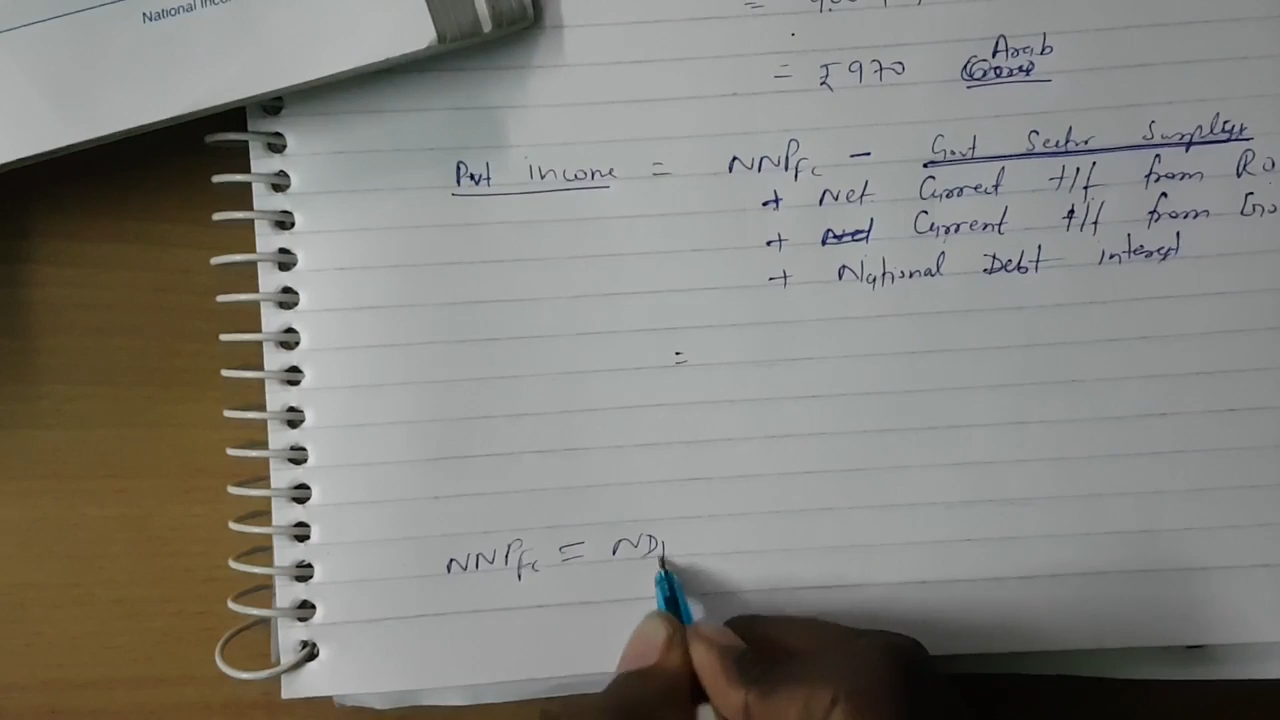 National Inco
=
= ₹970 Arab
Pvt income = NNPfc - Govt Sector Surplus
+ Net Current t/f from Ro
+ Current t/f from Go
+ National Debt interest
=
NNPfc = ND